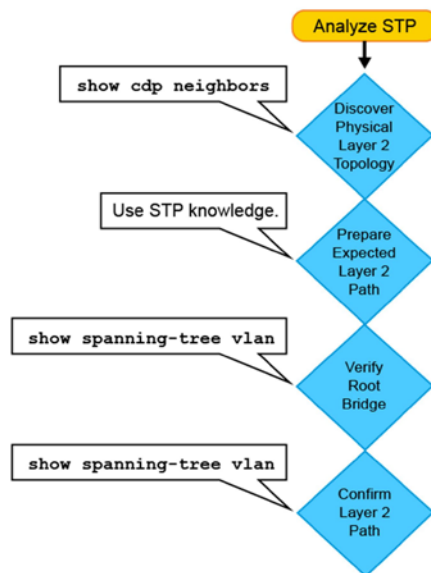 Analyze STP
show cdp neighbors
Discover
Physical
Layer 2
Topology
Use STP knowledge.
Prepare
Expected
Layer 2
Path
show spanning-tree vlan
Verify
Root
Bridge
show spanning-tree vlan
Confirm
Layer 2
Path